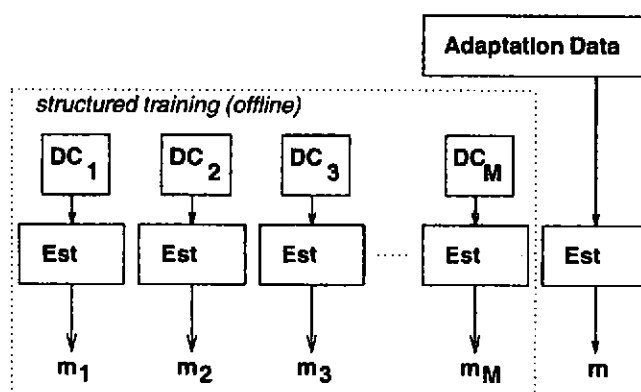 Adaptation Data
structured training (offline)
DC1 DC2 DC3 DCM
Est Est Est Est Est
m1 m2 m3 mM m